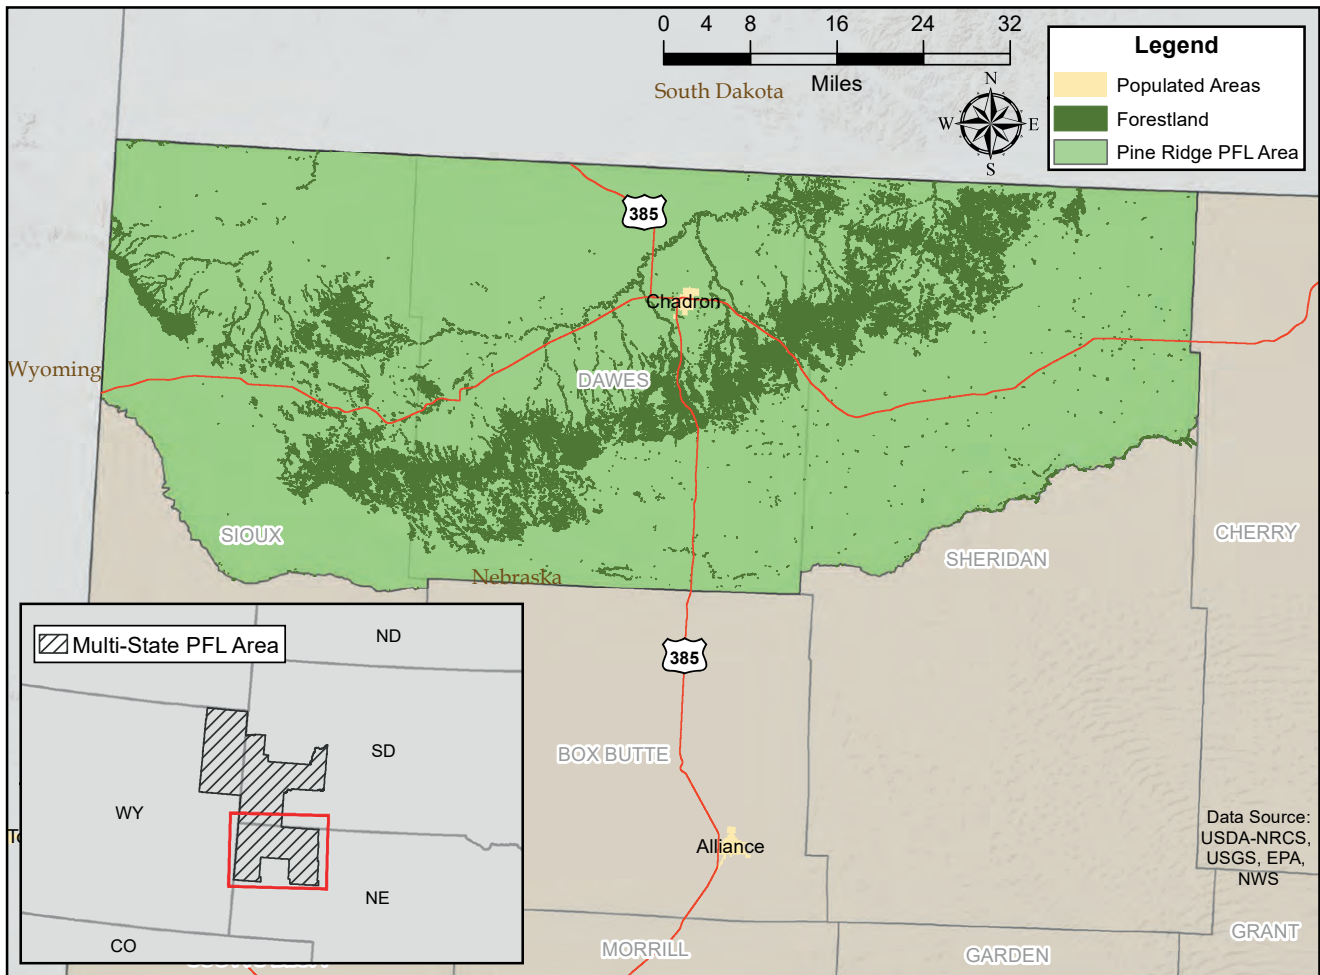 0 4 8 16 24 32
Miles
South Dakota
N
W E
S
Legend
Populated Areas
Forestland
Pine Ridge PFL Area
385
Chadron
Wyoming
DAWES
SIOUX
Nebraska
SHERIDAN
CHERRY
385
BOX BUTTE
Alliance
MORRILL
GARDEN
GRANT
Data Source:
USDA-NRCS,
USGS, EPA,
NWS
Multi-State PFL Area
ND
SD
WY
NE
CO